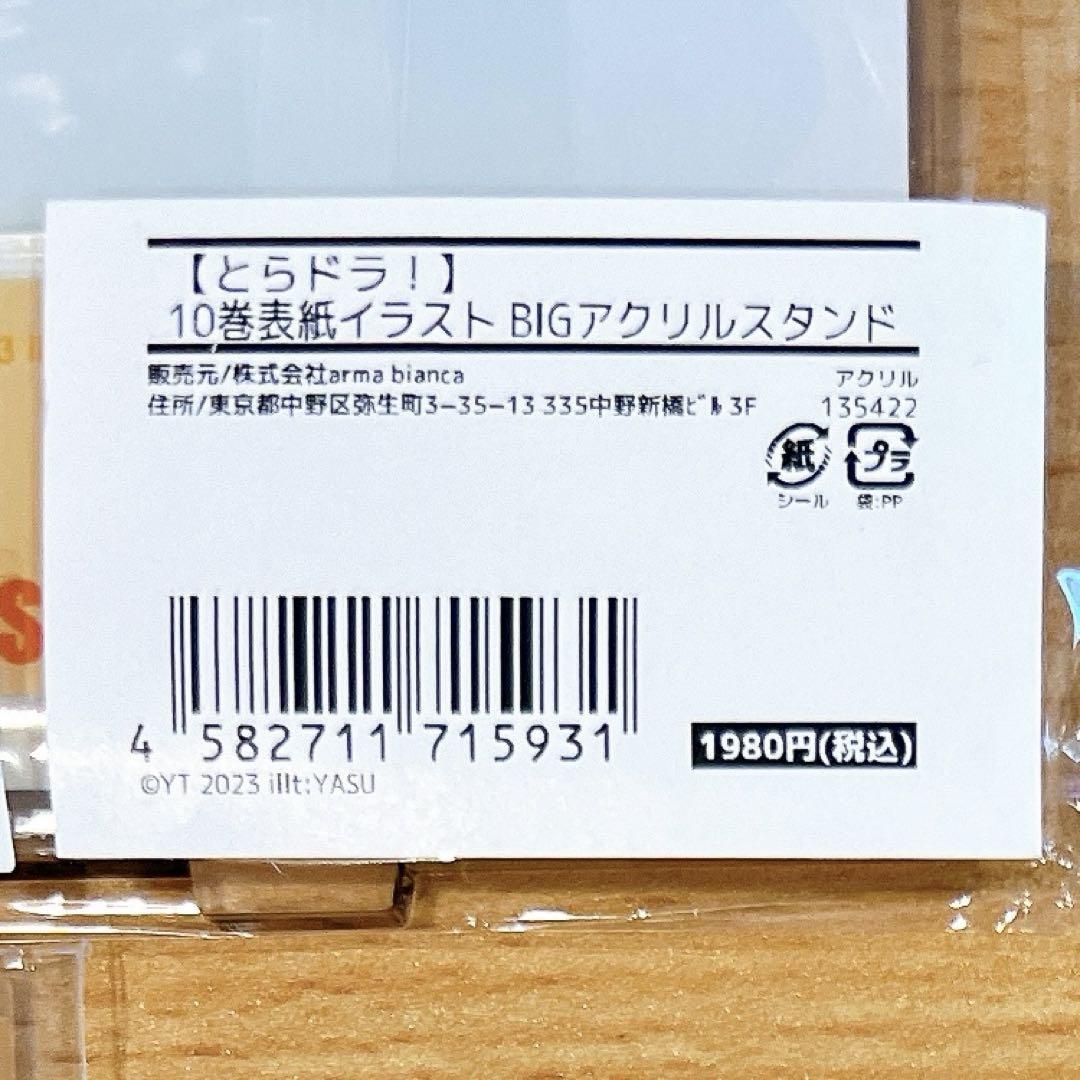 【とらドラ！】
10巻表紙イラスト BIGアクリルスタンド
販売元/株式会社arma bianca
アクリル
住所/東京都中野区弥生町3-35-13 335中野新橋ビル 3F
135422
紙
プラ
シール
袋:PP
4 582711 715931
1980円(税込)
©YT 2023 illt:YASU
S